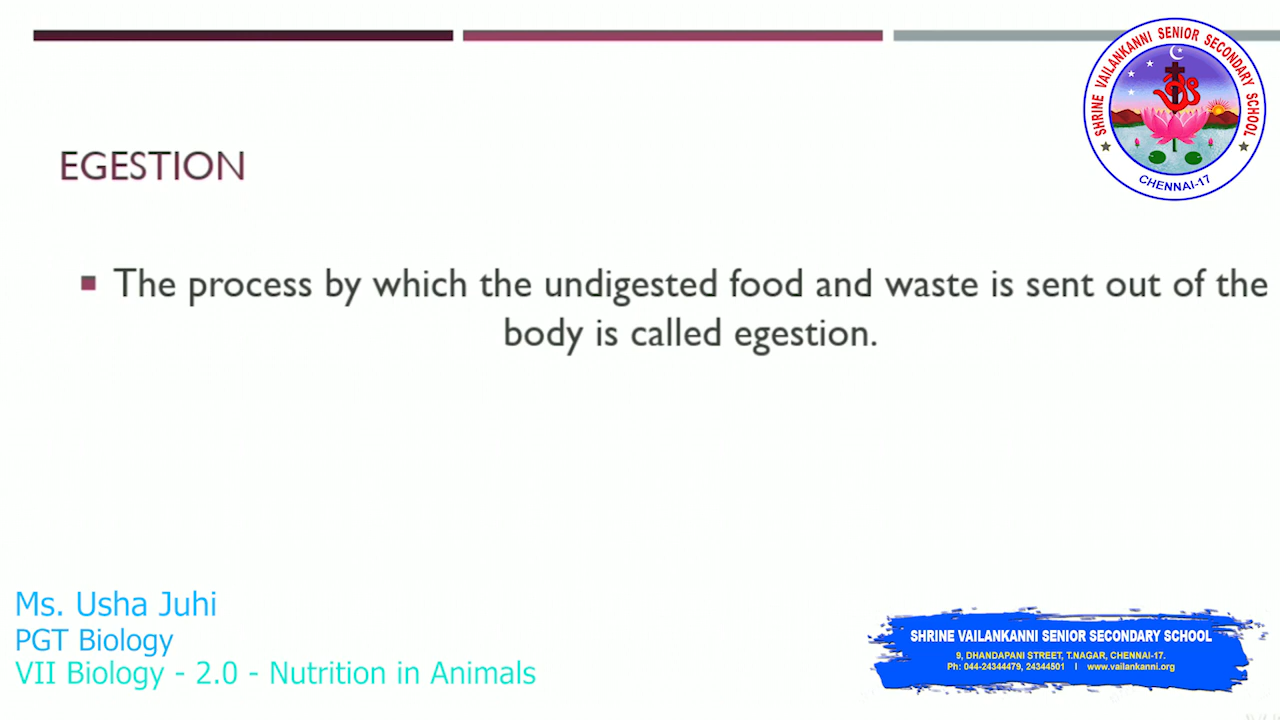 SHRINE VAILANKANNI SENIOR SECONDARY SCHOOL
CHENNAI-17
EGESTION
The process by which the undigested food and waste is sent out of the
body is called egestion.
Ms. Usha Juhi
PGT Biology
VII Biology - 2.0 - Nutrition in Animals
SHRINE VAILANKANNI SENIOR SECONDARY SCHOOL
9, DHANDAPANI STREET, T.NAGAR, CHENNAI-17.
Ph: 044-24344479, 24344501 I www.vailankanni.org